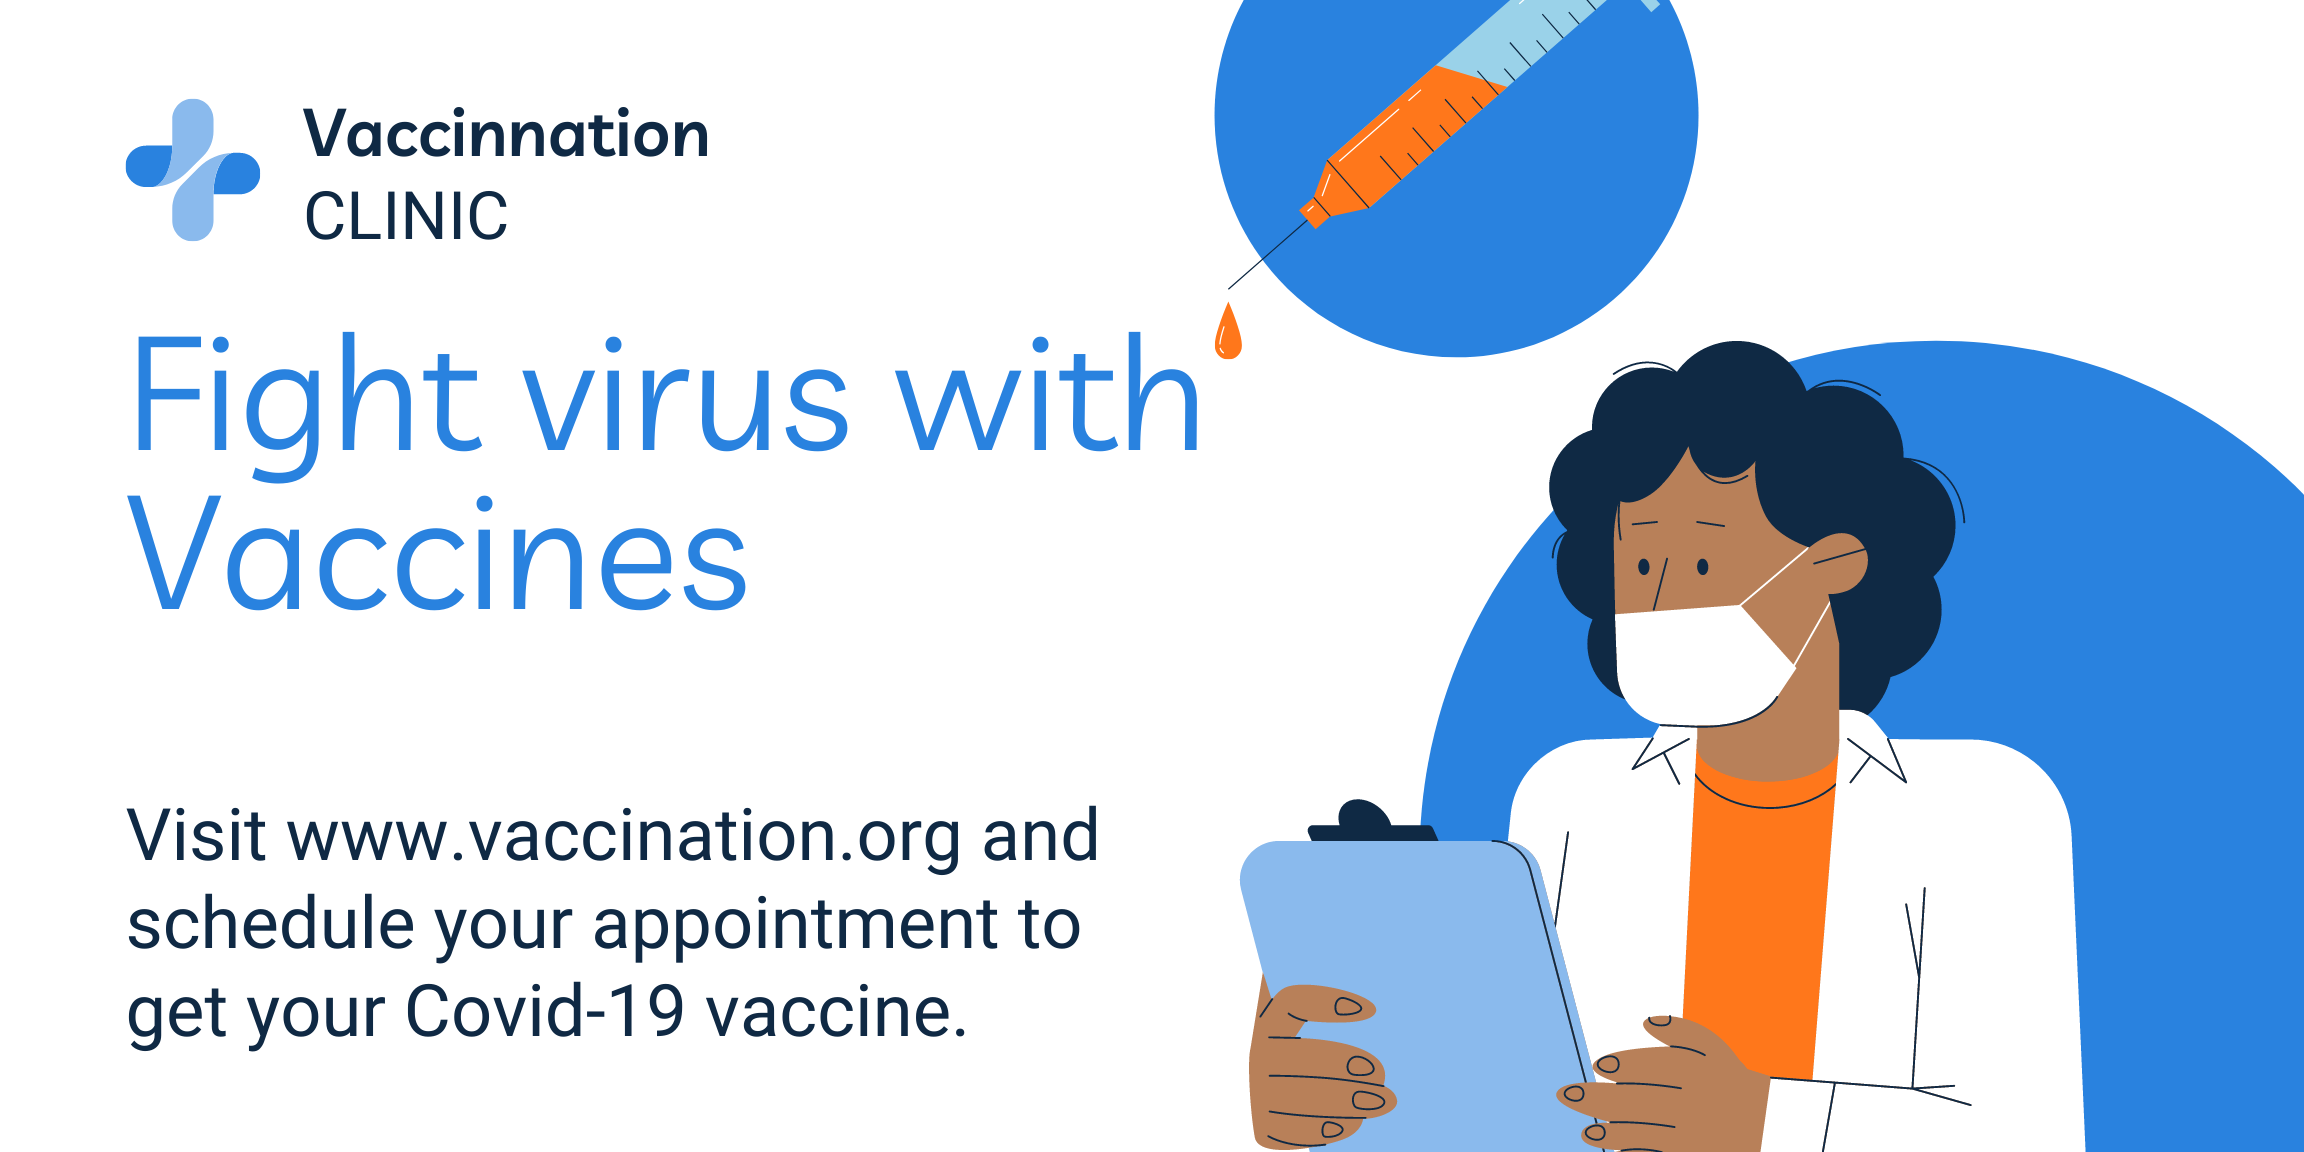 Vaccinnation
CLINIC
Fight virus with
Vaccines
Visit www.vaccination.org and
schedule your appointment to
get your Covid-19 vaccine.